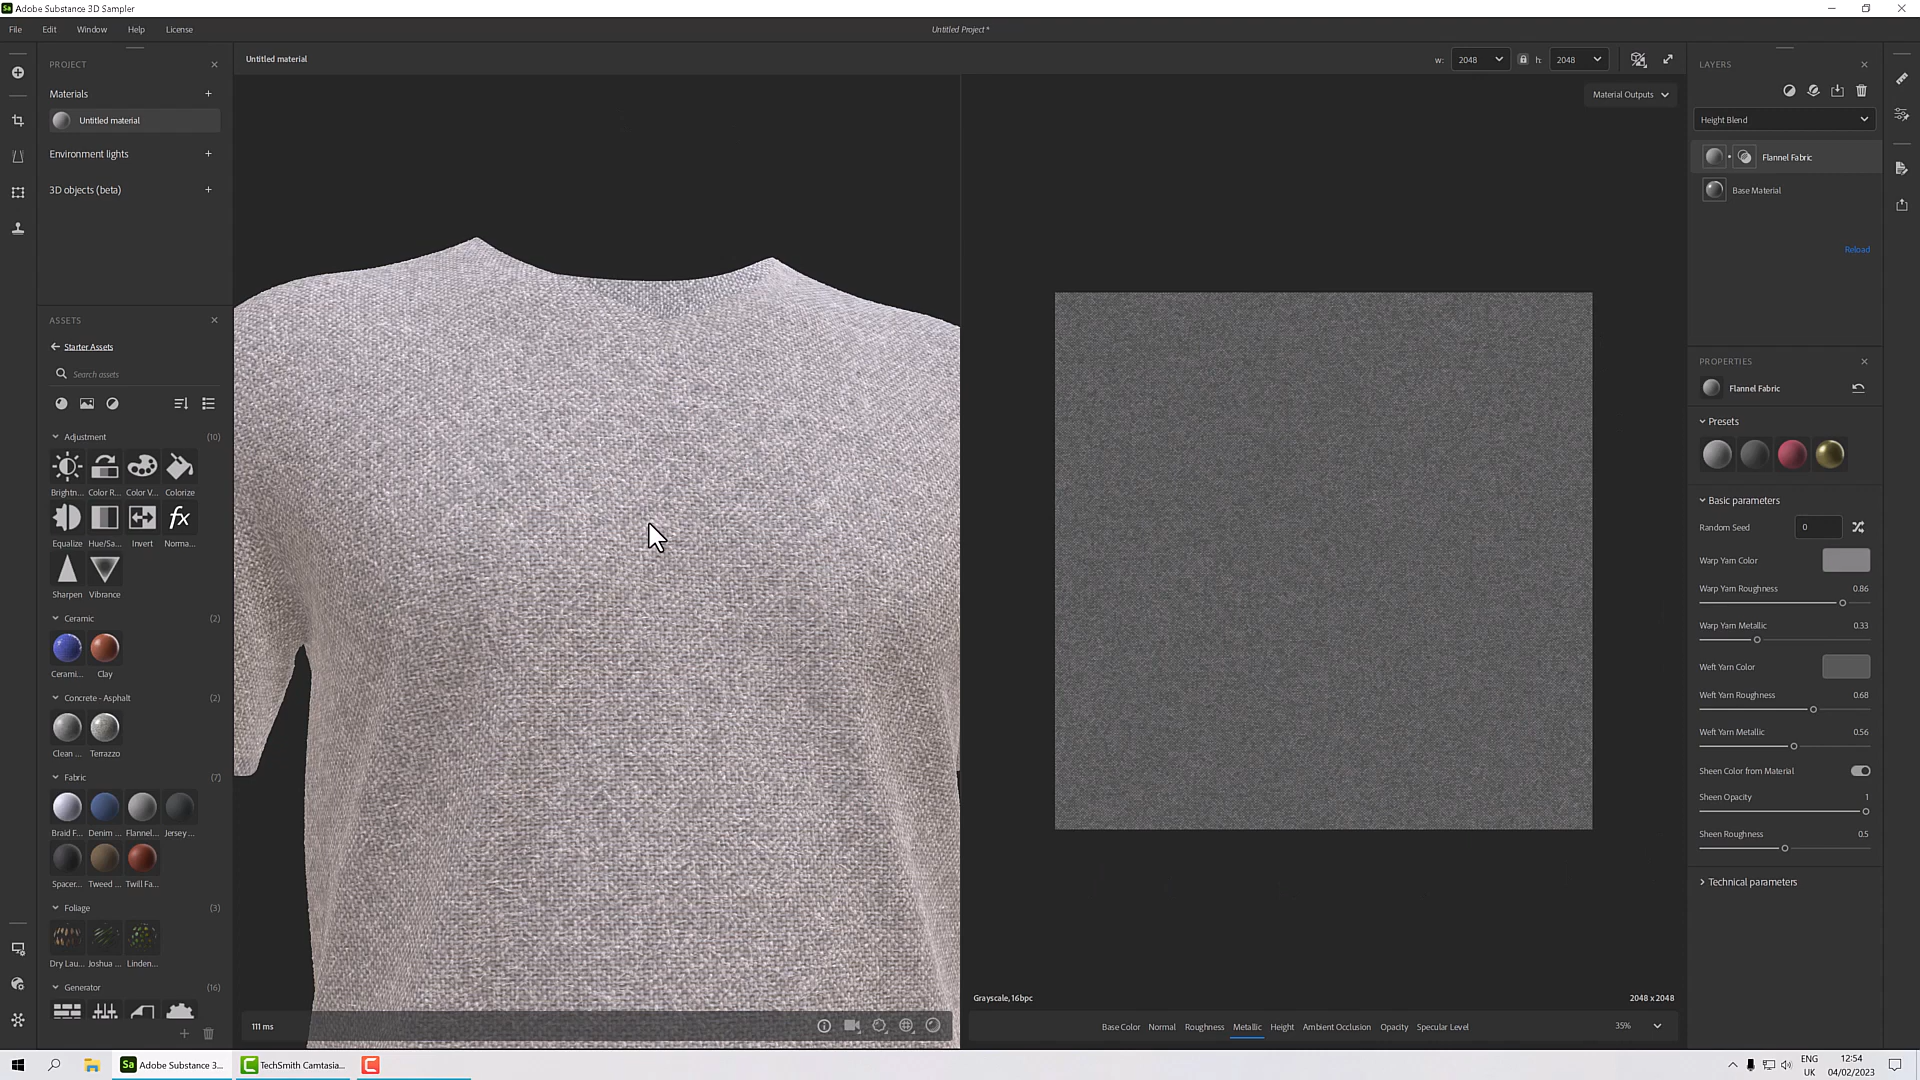 Adobe Substance 3D Sampler
File Edit Window Help License
Untitled Project *
PROJECT
Materials
Untitled material
Environment lights
3D objects (beta)
ASSETS
Starter Assets
Search assets
Adjustment (10)
Brightn... Color R... Color V... Colorize
Equalize Hue/Sa... Invert Norma...
Sharpen Vibrance
Ceramic (2)
Cerami... Clay
Concrete - Asphalt (2)
Clean ... Terrazzo
Fabric (7)
Braid F... Denim ... Flannel... Jersey ...
Spacer... Tweed ... Twill Fa...
Foliage (3)
Dry Lau... Joshua ... Linden...
Generator (16)
Untitled material
w: 2048 h: 2048
Material Outputs
111 ms
Grayscale, 16bpc
2048 x 2048
Base Color Normal Roughness Metallic Height Ambient Occlusion Opacity Specular Level
35%
LAYERS
Height Blend
Flannel Fabric
Base Material
Reload
PROPERTIES
Flannel Fabric
Presets
Basic parameters
Random Seed 0
Warp Yarn Color
Warp Yarn Roughness 0.86
Warp Yarn Metallic 0.33
Weft Yarn Color
Weft Yarn Roughness 0.68
Weft Yarn Metallic 0.56
Sheen Color from Material
Sheen Opacity 1
Sheen Roughness 0.5
Technical parameters
Sa Adobe Substance 3... TechSmith Camtasia...
ENG
UK
12:54
04/02/2023